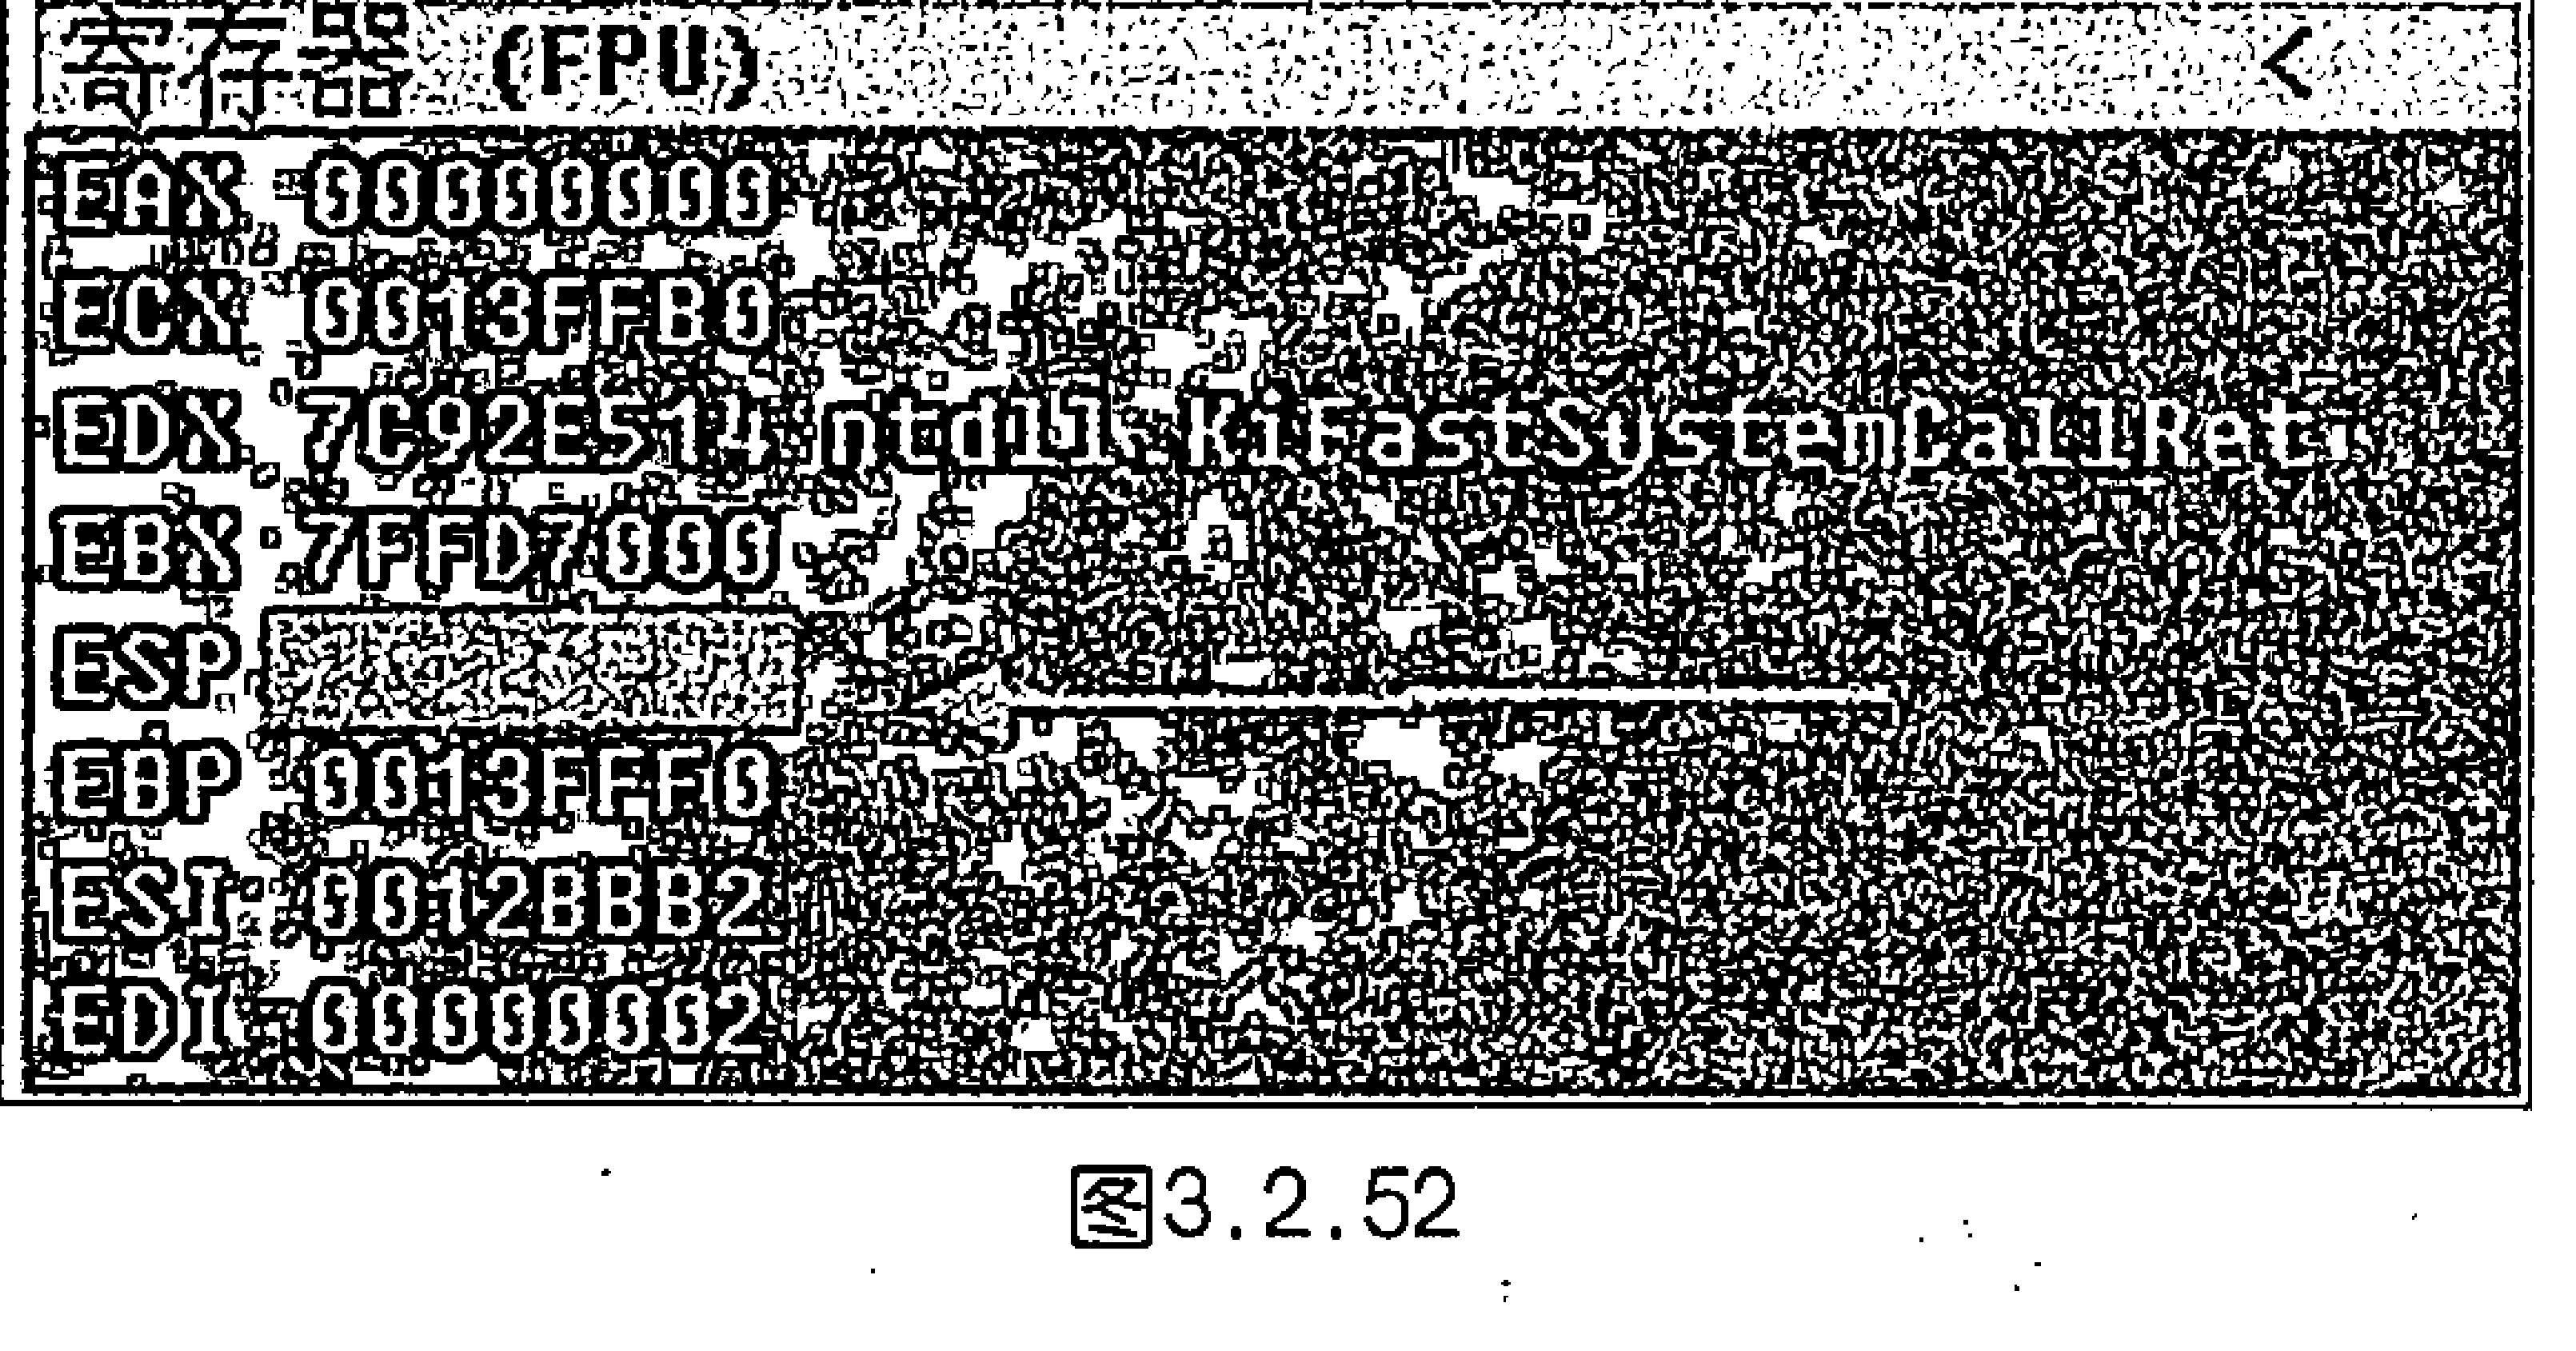 寄存器 (FPU) <
EAX 00000000
ECX 0013FFB0
EDX 7C92E514 ntdll.KiFastSystemCallRet
EBX 7FFD7000
ESP
EBP 0013FFF0
ESI 0012BBB2
EDI 00000002
图3.2.52